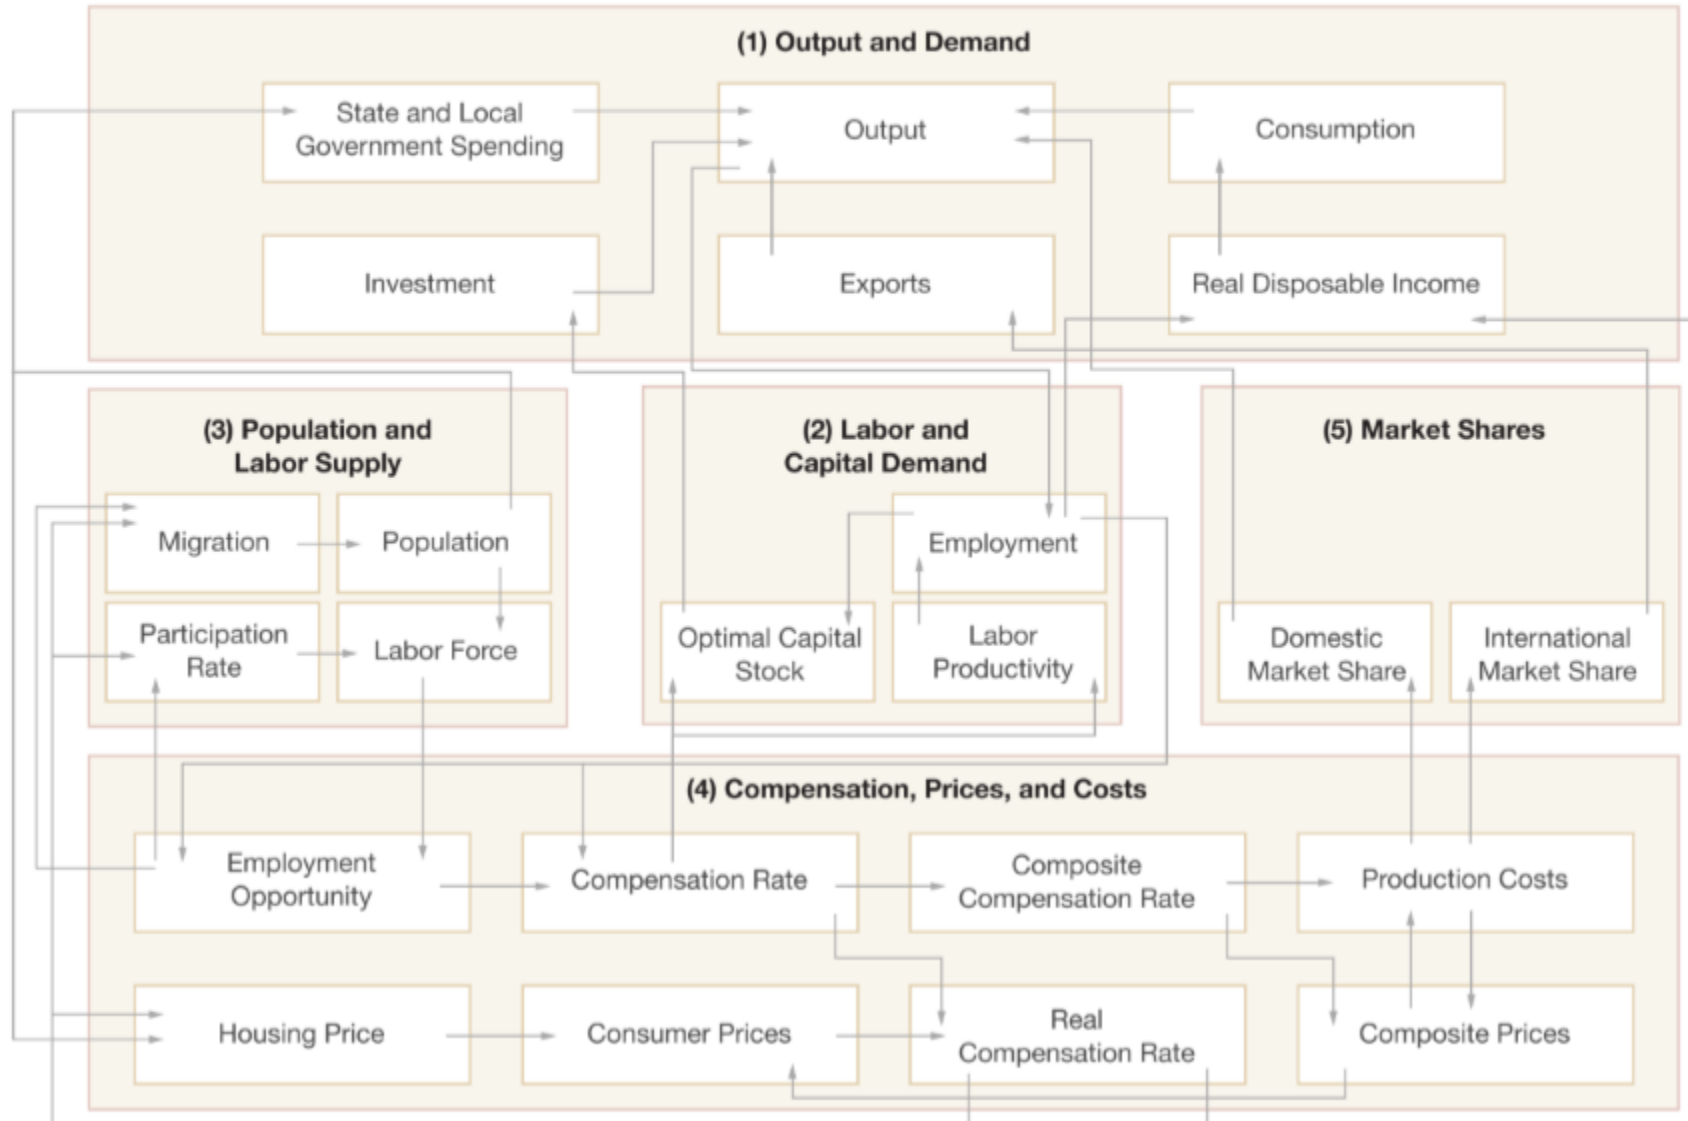 (1) Output and Demand
State and Local
Government Spending
Output
Consumption
Investment
Exports
Real Disposable Income
(3) Population and
Labor Supply
Migration
Population
Participation
Rate
Labor Force
(2) Labor and
Capital Demand
Employment
Optimal Capital
Stock
Labor
Productivity
(5) Market Shares
Domestic
Market Share
International
Market Share
(4) Compensation, Prices, and Costs
Employment
Opportunity
Compensation Rate
Composite
Compensation Rate
Production Costs
Housing Price
Consumer Prices
Real
Compensation Rate
Composite Prices